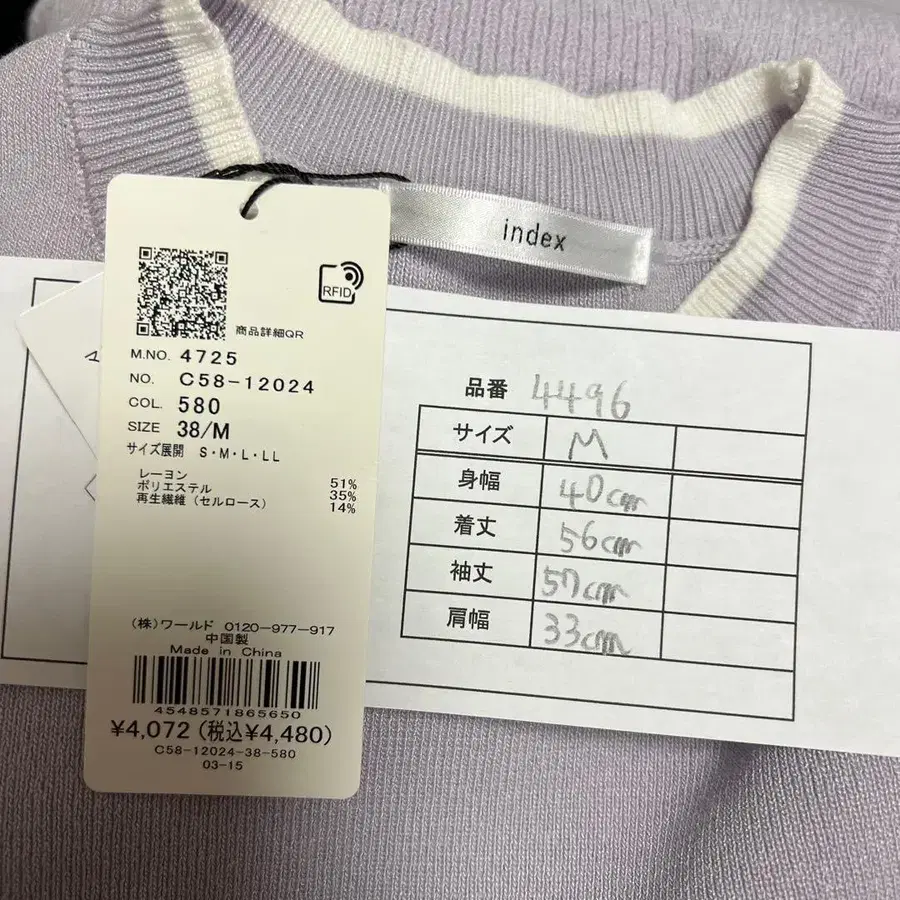 index
RFID
商品詳細QR
M.NO. 4725
NO. C58-12024
COL. 580
SIZE 38/M
サイズ展開 S・M・L・LL
レーヨン 51%
ポリエステル 35%
再生繊維（セルロース） 14%
（株）ワールド 0120-977-917
中国製
Made in China
4548571865650
¥4,072（税込¥4,480）
C58-12024-38-580
03-15
品番 4496
サイズ M
身幅 40cm
着丈 56cm
袖丈 57cm
肩幅 33cm